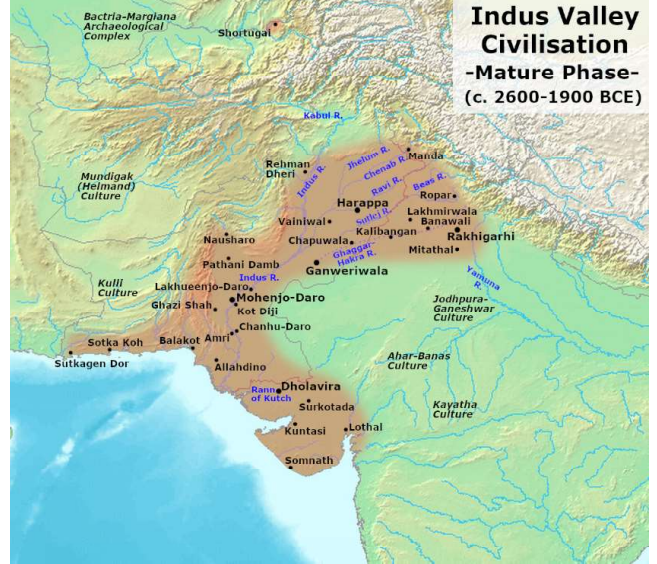 Indus Valley
Civilisation
-Mature Phase-
(c. 2600-1900 BCE)
Bactria-Margiana
Archaeological
Complex
Shortugai
Kabul R.
Mundigak
(Helmand)
Culture
Rehman
Dheri
Indus R.
Jhelum R.
Manda
Chenab R.
Ravi R.
Beas R.
Harappa
Ropar
Sutlej R.
Vainiwal
Lakhmirwala
Banawali
Kalibangan
Rakhigarhi
Nausharo
Chapuwala
Mitathal
Ghaggar-
Hakra R.
Pathani Damb
Ganweriwala
Yamuna
R.
Kulli
Culture
Indus R.
Lakhueenjo-Daro
Mohenjo-Daro
Ghazi Shah
Kot Diji
Jodhpura-
Ganeshwar
Culture
Chanhu-Daro
Sotka Koh
Balakot
Amri
Sutkagen Dor
Allahdino
Ahar-Banas
Culture
Dholavira
Rann
of Kutch
Surkotada
Kayatha
Culture
Kuntasi
Lothal
Somnath